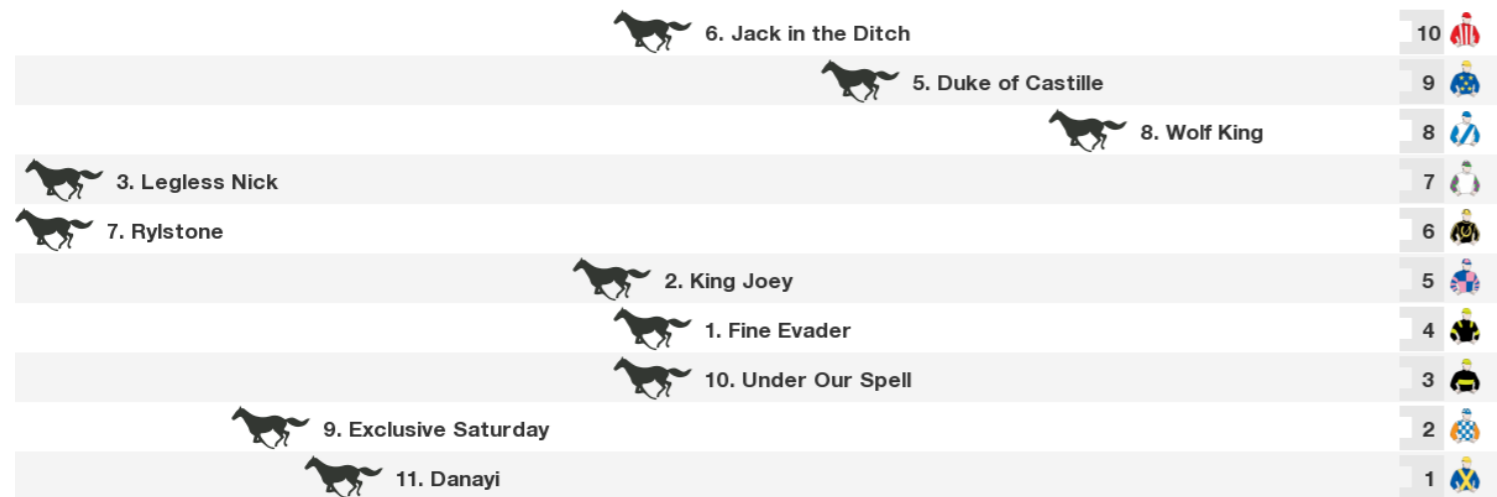 6. Jack in the Ditch 10
5. Duke of Castille 9
8. Wolf King 8
3. Legless Nick 7
7. Rylstone 6
2. King Joey 5
1. Fine Evader 4
10. Under Our Spell 3
9. Exclusive Saturday 2
11. Danayi 1